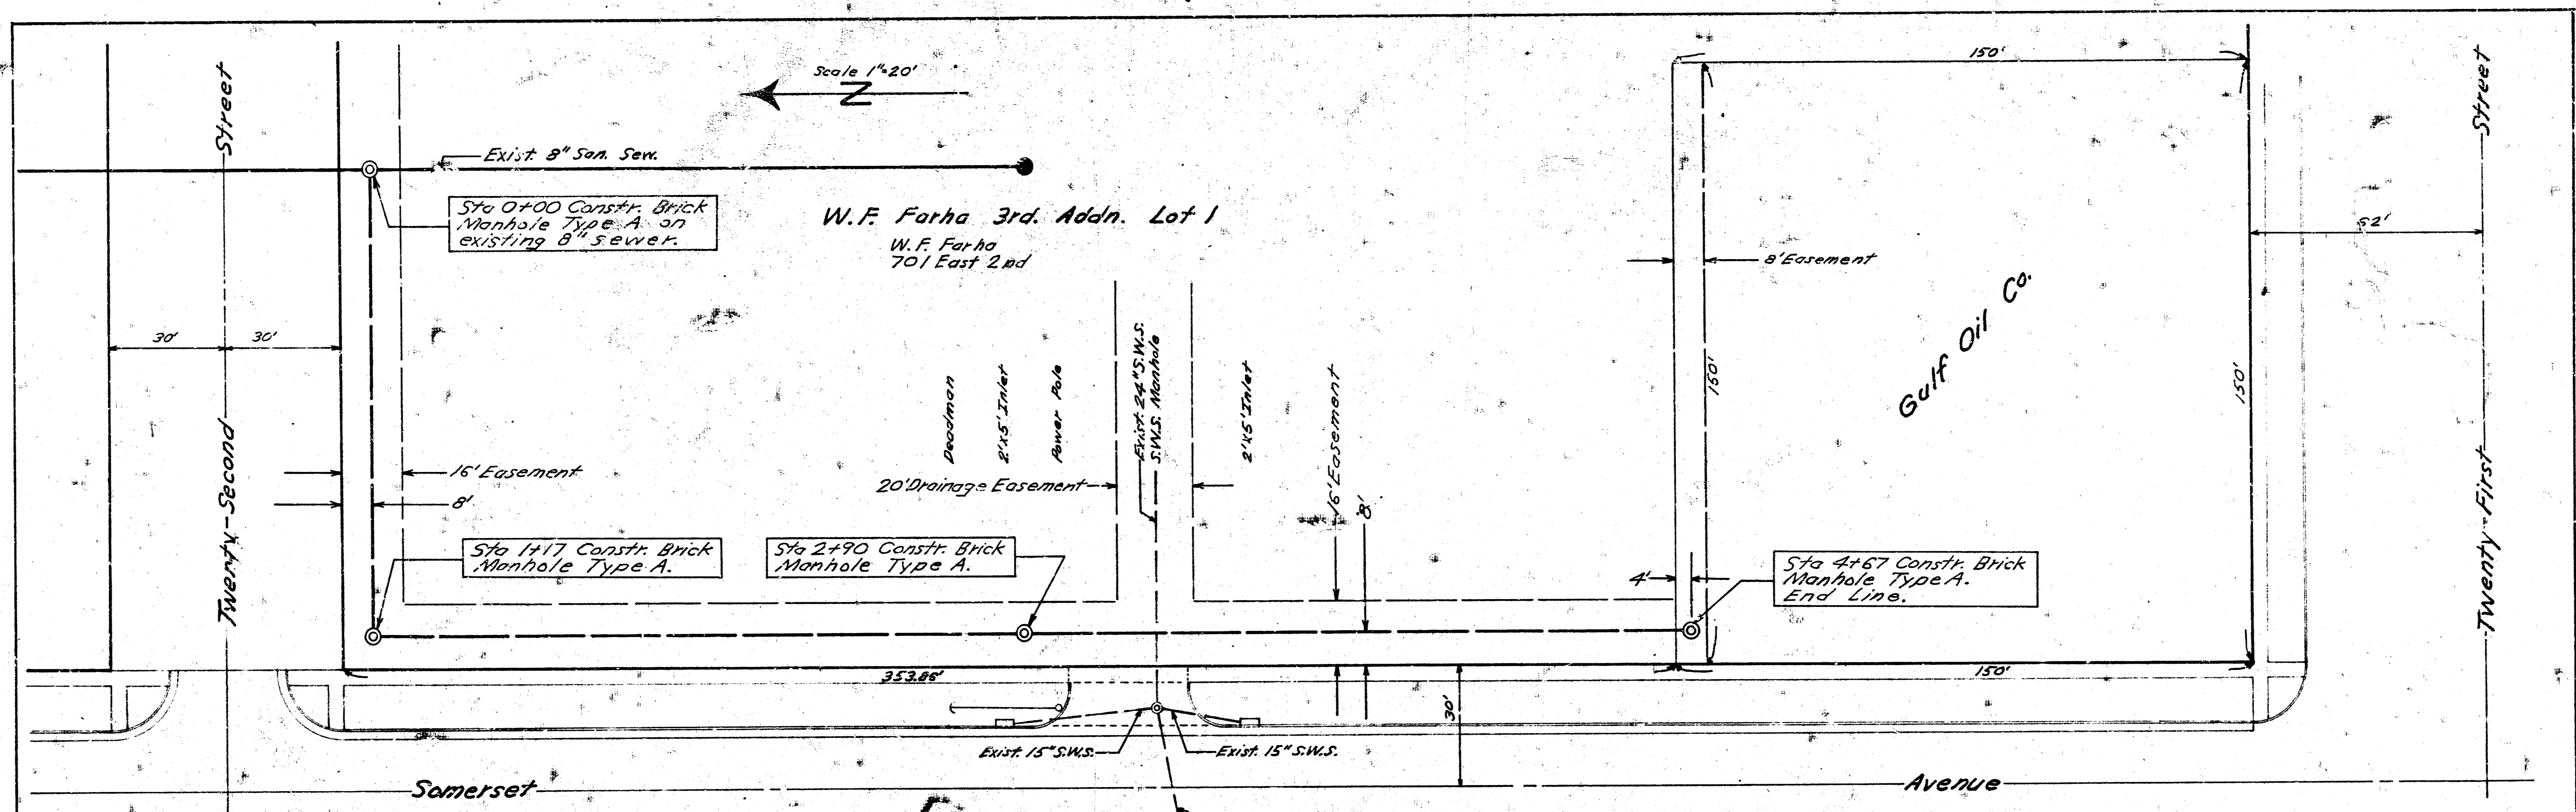 Scale 1"=20'
N
150'
Street
Street
Exist. 8" San. Sew.
Sta 0+00 Constr. Brick
Manhole Type A on
existing 8" sewer.
W.F. Farha 3rd. Addn. Lot 1
W.F. Farha
701 East 2nd
52'
8' Easement
Gulf Oil Co.
30'
30'
150'
150'
Deadman
2'x5' Inlet
Power Pole
Exist. 24" S.W.S.
S.W.S. Manhole
2'x5' Inlet
16' Easement
8'
16' Easement
8'
20' Drainage Easement
Twenty-Second
Twenty-First
Sta 1+17 Constr. Brick
Manhole Type A.
Sta 2+90 Constr. Brick
Manhole Type A.
4'
Sta 4+67 Constr. Brick
Manhole Type A.
End Line.
353.86'
150'
30'
Exist. 15" S.W.S.
Exist. 15" S.W.S.
Somerset
Avenue